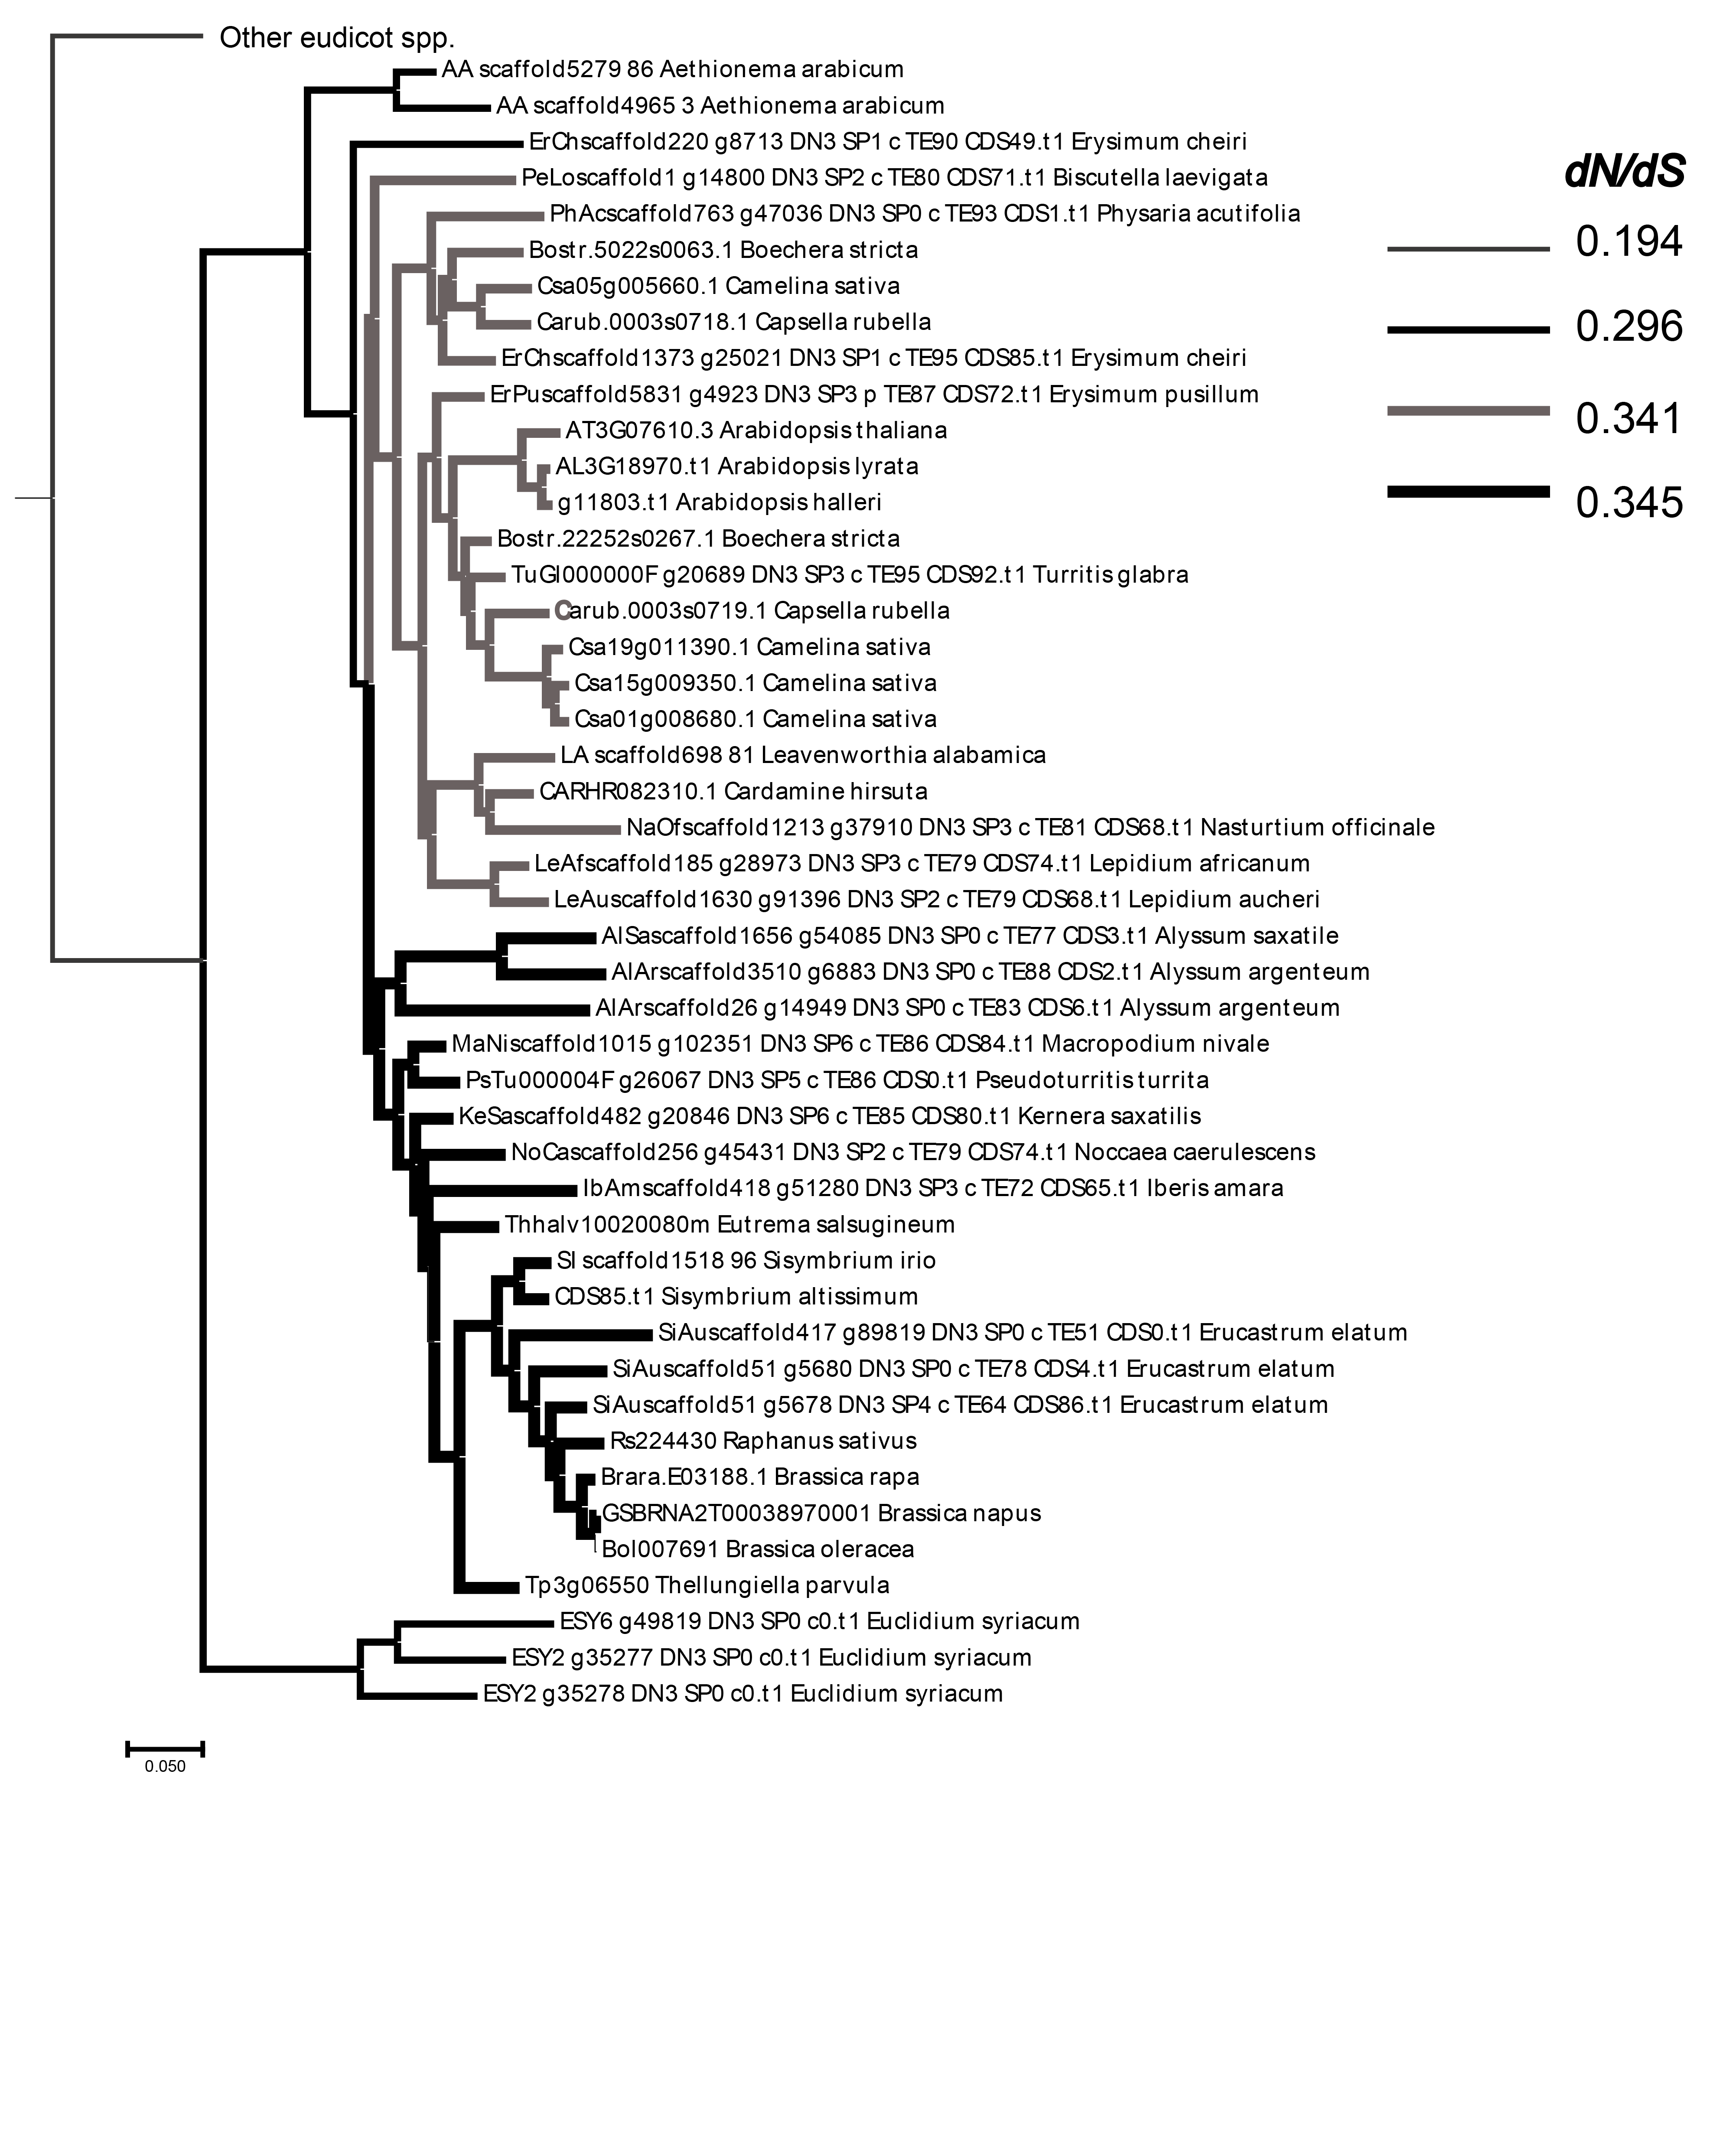 Other eudicot spp.
AA scaffold5279 86 Aethionema arabicum
AA scaffold4965 3 Aethionema arabicum
ErChscaffold220 g8713 DN3 SP1 c TE90 CDS49.t1 Erysimum cheiri
PeLoscaffold1 g14800 DN3 SP2 c TE80 CDS71.t1 Biscutella laevigata
PhAcscaffold763 g47036 DN3 SP0 c TE93 CDS1.t1 Physaria acutifolia
Bostr.5022s0063.1 Boechera stricta
Csa05g005660.1 Camelina sativa
Carub.0003s0718.1 Capsella rubella
ErChscaffold1373 g25021 DN3 SP1 c TE95 CDS85.t1 Erysimum cheiri
ErPuscaffold5831 g4923 DN3 SP3 p TE87 CDS72.t1 Erysimum pusillum
AT3G07610.3 Arabidopsis thaliana
AL3G18970.t1 Arabidopsis lyrata
g11803.t1 Arabidopsis halleri
Bostr.22252s0267.1 Boechera stricta
TuGl000000F g20689 DN3 SP3 c TE95 CDS92.t1 Turritis glabra
Carub.0003s0719.1 Capsella rubella
Csa19g011390.1 Camelina sativa
Csa15g009350.1 Camelina sativa
Csa01g008680.1 Camelina sativa
LA scaffold698 81 Leavenworthia alabamica
CARHR082310.1 Cardamine hirsuta
NaOfscaffold1213 g37910 DN3 SP3 c TE81 CDS68.t1 Nasturtium officinale
LeAfscaffold185 g28973 DN3 SP3 c TE79 CDS74.t1 Lepidium africanum
LeAuscaffold1630 g91396 DN3 SP2 c TE79 CDS68.t1 Lepidium aucheri
AlSascaffold1656 g54085 DN3 SP0 c TE77 CDS3.t1 Alyssum saxatile
AlArscaffold3510 g6883 DN3 SP0 c TE88 CDS2.t1 Alyssum argenteum
AlArscaffold26 g14949 DN3 SP0 c TE83 CDS6.t1 Alyssum argenteum
MaNiscaffold1015 g102351 DN3 SP6 c TE86 CDS84.t1 Macropodium nivale
PsTu000004F g26067 DN3 SP5 c TE86 CDS0.t1 Pseudoturritis turrita
KeSascaffold482 g20846 DN3 SP6 c TE85 CDS80.t1 Kernera saxatilis
NoCascaffold256 g45431 DN3 SP2 c TE79 CDS74.t1 Noccaea caerulescens
IbAmscaffold418 g51280 DN3 SP3 c TE72 CDS65.t1 Iberis amara
Thhalv10020080m Eutrema salsugineum
SI scaffold1518 96 Sisymbrium irio
CDS85.t1 Sisymbrium altissimum
SiAuscaffold417 g89819 DN3 SP0 c TE51 CDS0.t1 Erucastrum elatum
SiAuscaffold51 g5680 DN3 SP0 c TE78 CDS4.t1 Erucastrum elatum
SiAuscaffold51 g5678 DN3 SP4 c TE64 CDS86.t1 Erucastrum elatum
Rs224430 Raphanus sativus
Brara.E03188.1 Brassica rapa
GSBRNA2T00038970001 Brassica napus
Bol007691 Brassica oleracea
Tp3g06550 Thellungiella parvula
ESY6 g49819 DN3 SP0 c0.t1 Euclidium syriacum
ESY2 g35277 DN3 SP0 c0.t1 Euclidium syriacum
ESY2 g35278 DN3 SP0 c0.t1 Euclidium syriacum
0.050
dN/dS
0.194
0.296
0.341
0.345